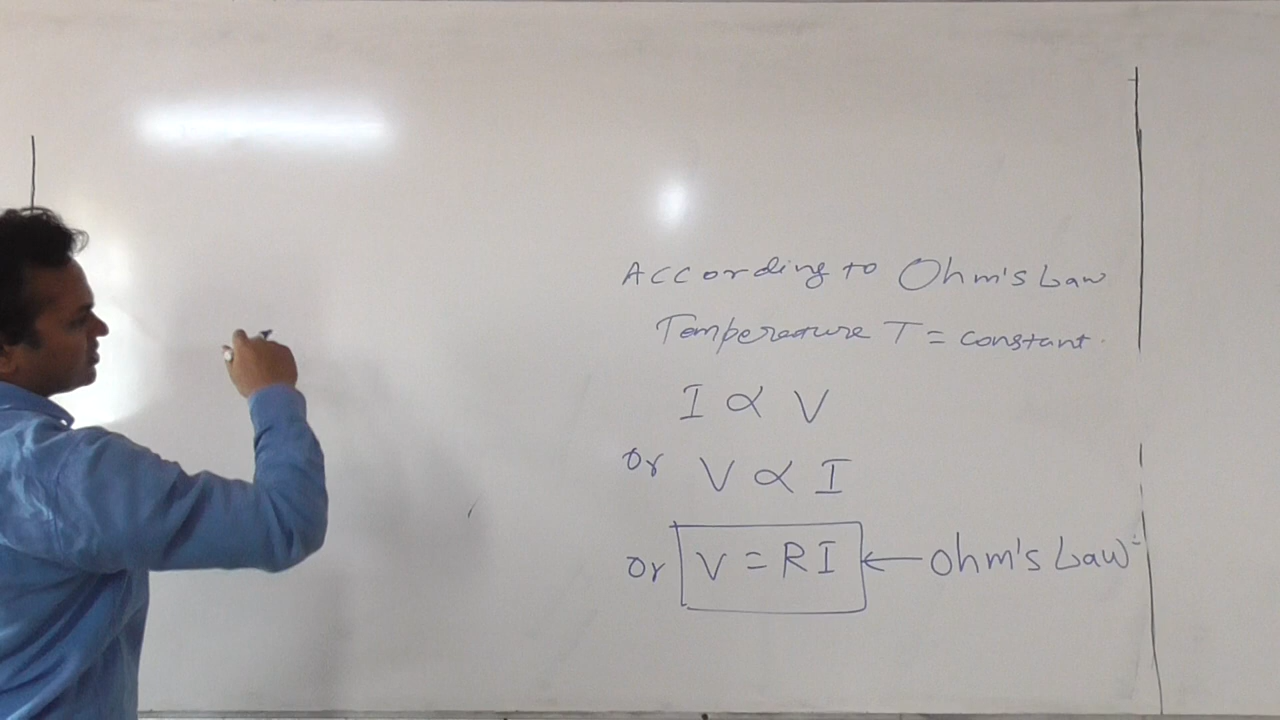 According to Ohm's Law
Temperature T = constant.
I ∝ V
or V ∝ I
or V = RI ← Ohm's Law